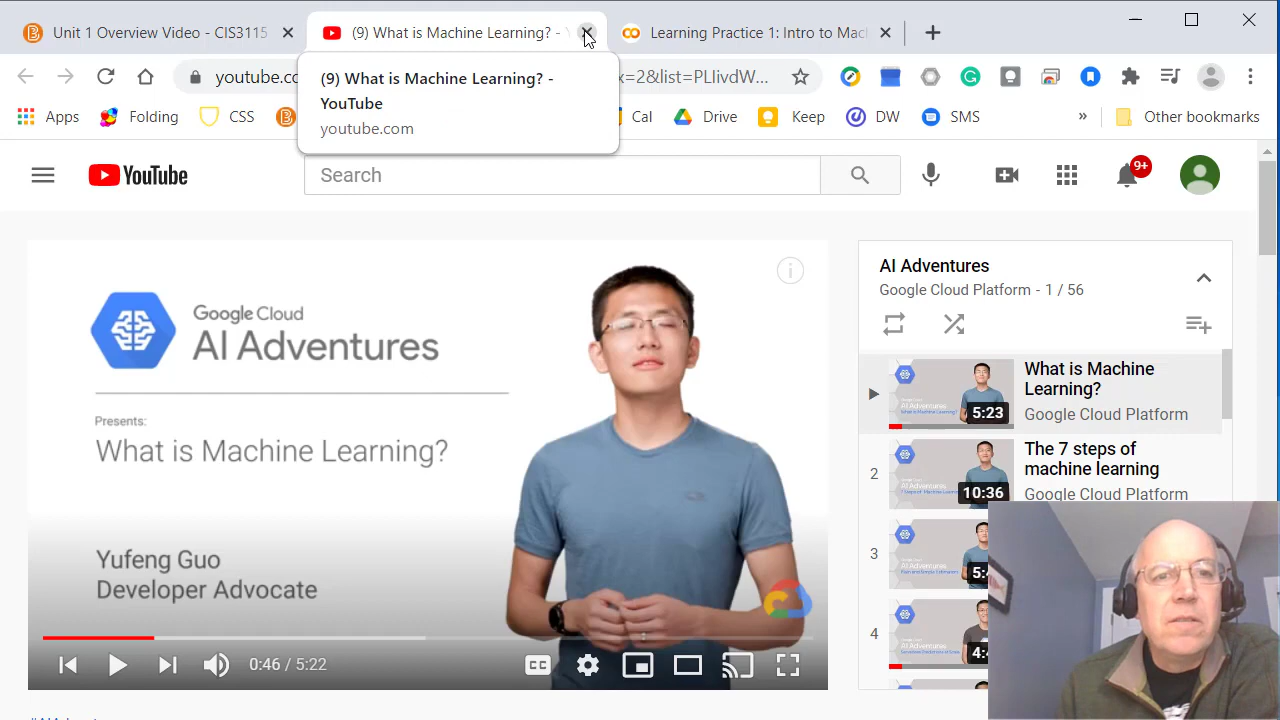 Unit 1 Overview Video - CIS3115
(9) What is Machine Learning? -
Learning Practice 1: Intro to Mac
youtube.co
x=2&list=PLIivdW...
(9) What is Machine Learning? -
YouTube
youtube.com
Apps
Folding
CSS
Cal
Drive
Keep
DW
SMS
»
Other bookmarks
YouTube
Search
9+
Google Cloud
AI Adventures
Presents:
What is Machine Learning?
Yufeng Guo
Developer Advocate
0:46 / 5:22
CC
AI Adventures
Google Cloud Platform - 1 / 56
5:23
What is Machine
Learning?
Google Cloud Platform
2
10:36
The 7 steps of
machine learning
Google Cloud Platform
3
5:
4
4: